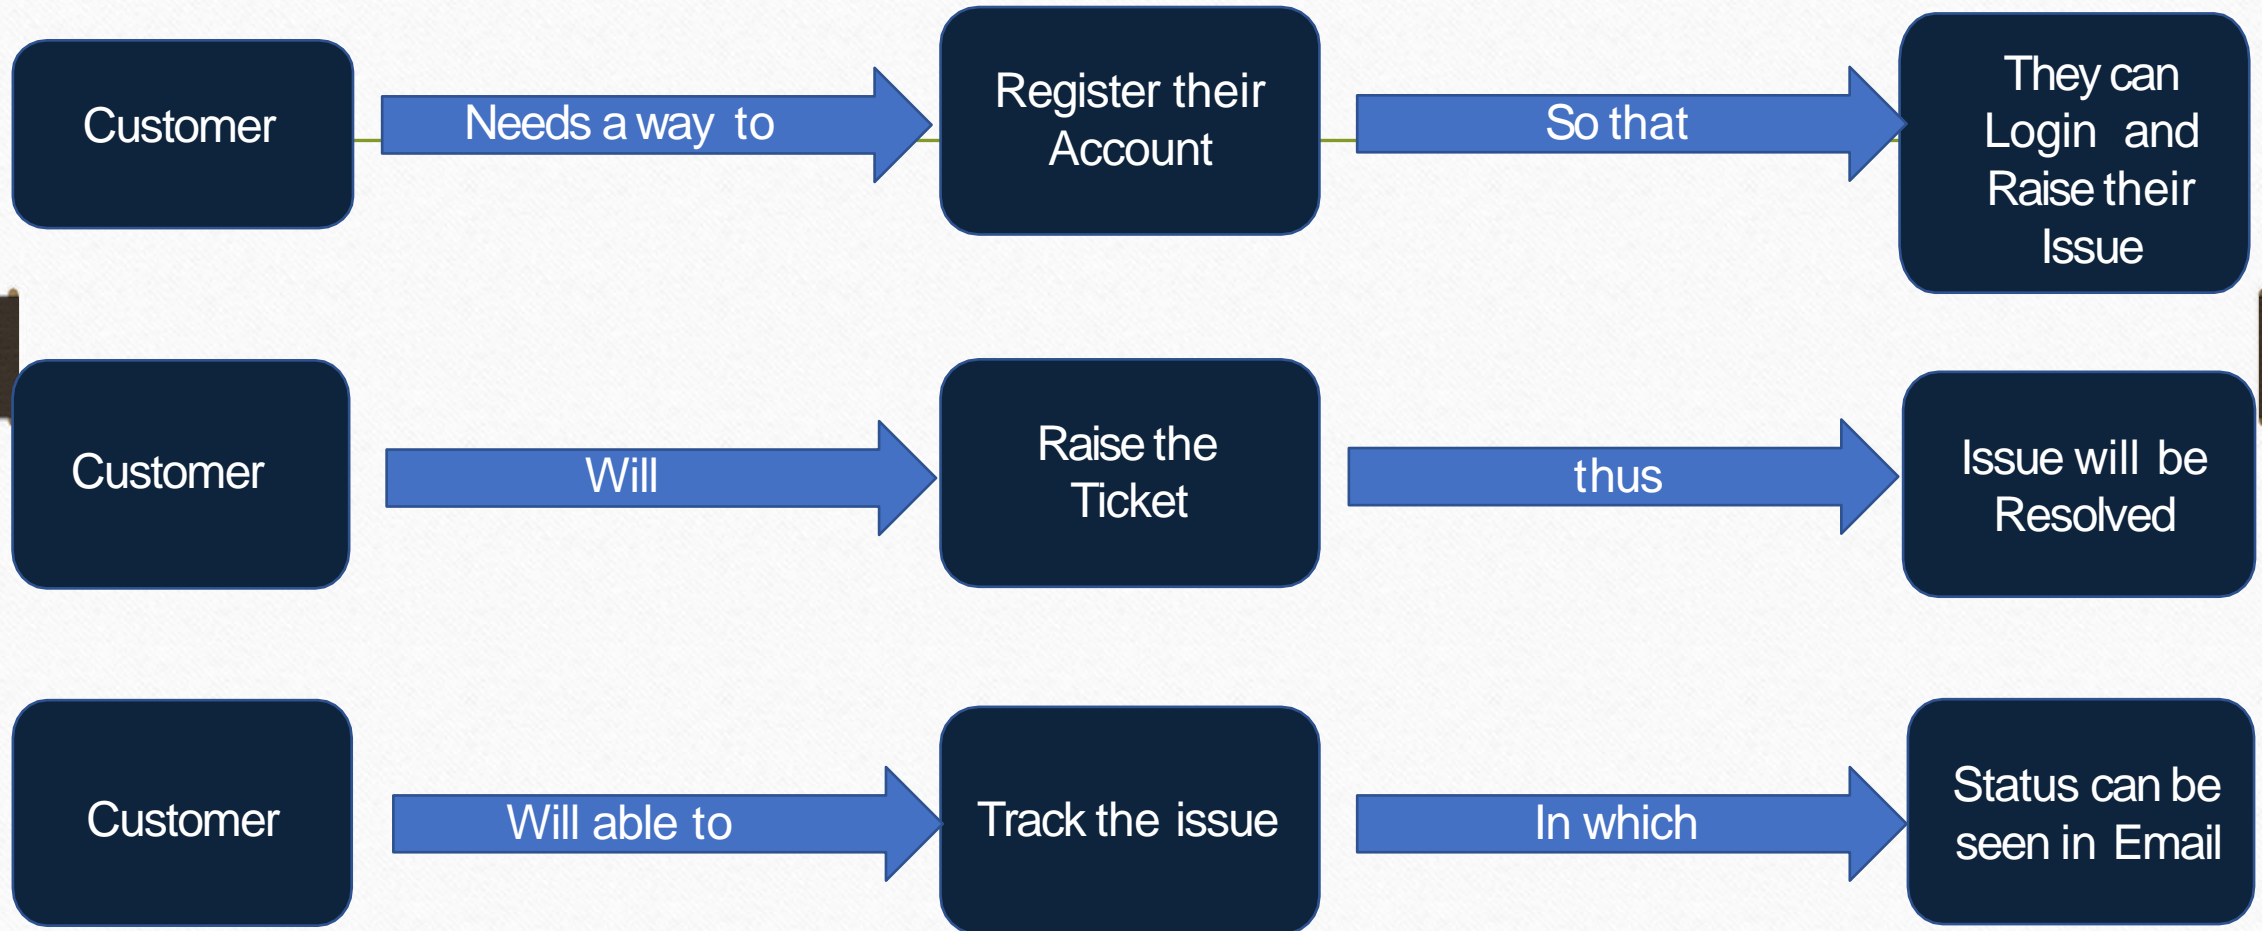 Customer
Needs a way to
Register their
Account
So that
They can
Login and
Raise their
Issue
Customer
Will
Raise the
Ticket
thus
Issue will be
Resolved
Customer
Will able to
Track the issue
In which
Status can be
seen in Email